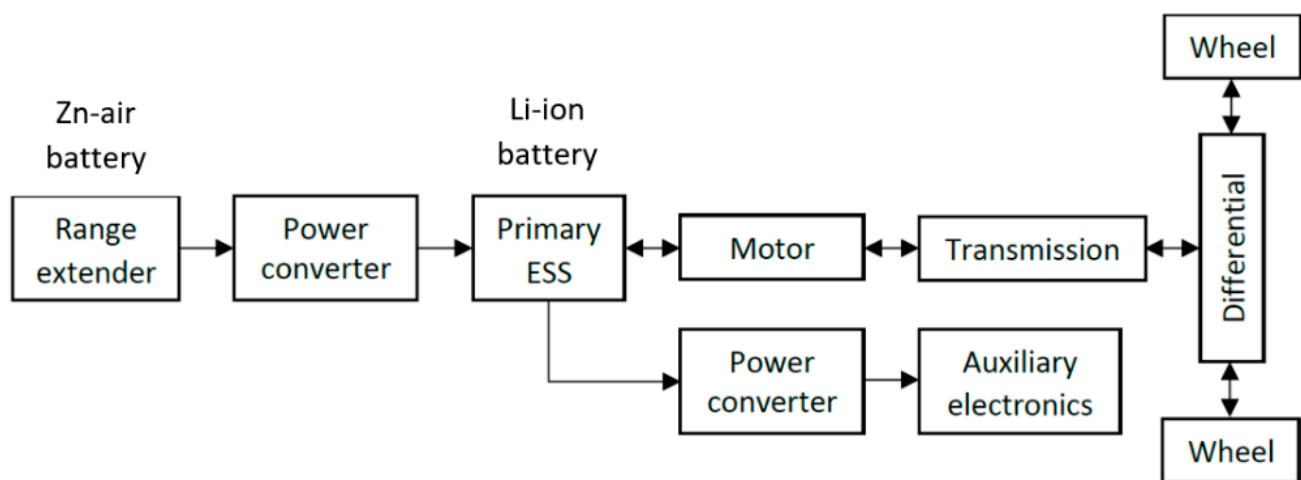 Wheel
Zn-air
battery
Li-ion
battery
Range
extender
Power
converter
Primary
ESS
Motor
Transmission
Differential
Power
converter
Auxiliary
electronics
Wheel